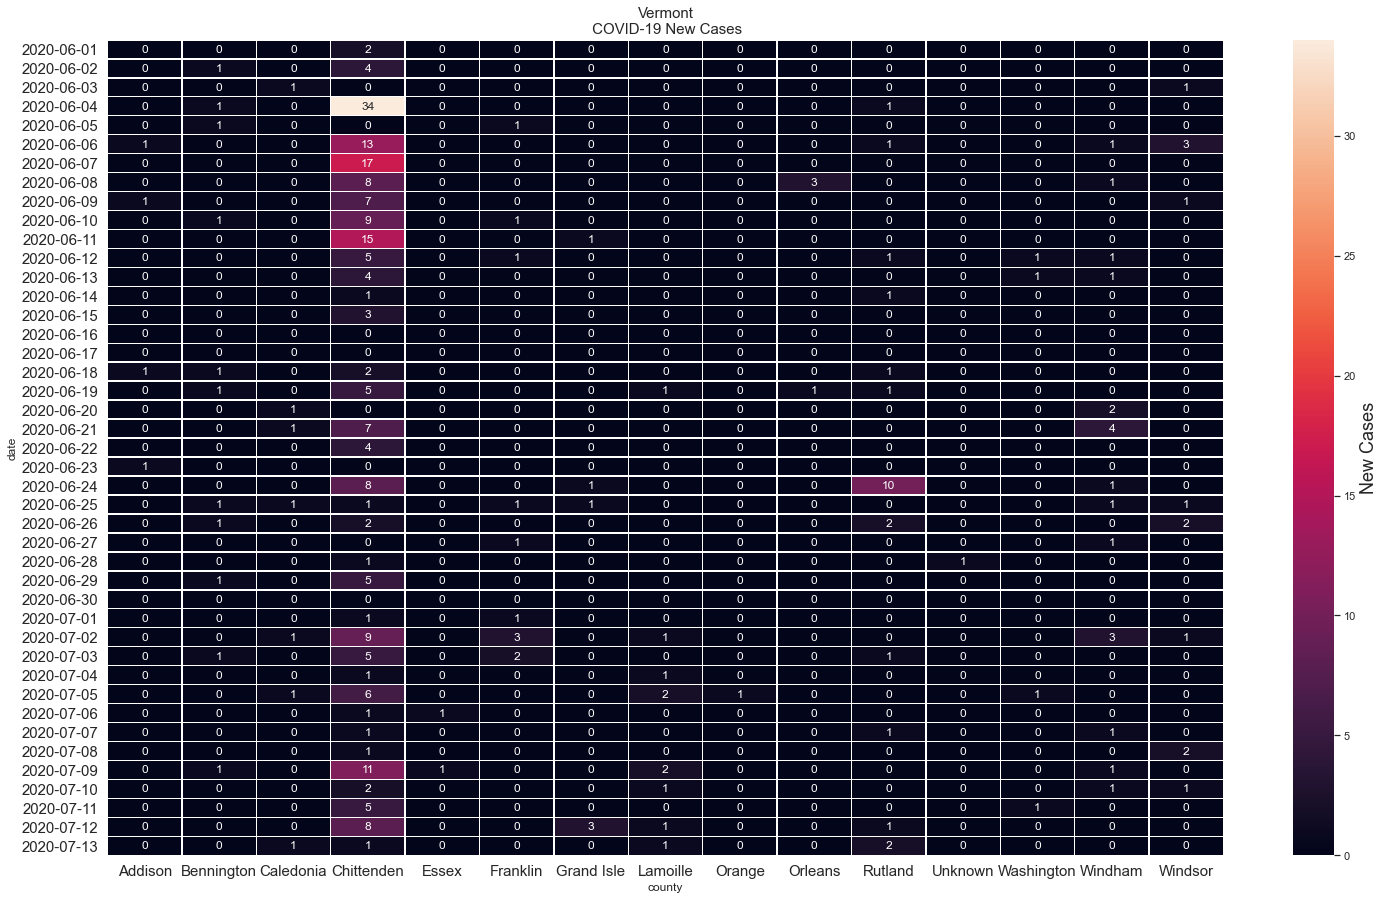 Vermont
COVID-19 New Cases
2020-06-01 0 0 0 2 0 0 0 0 0 0 0 0 0 0 0
2020-06-02 0 1 0 4 0 0 0 0 0 0 0 0 0 0 0
2020-06-03 0 0 1 0 0 0 0 0 0 0 0 0 0 0 1
2020-06-04 0 1 0 34 0 0 0 0 0 0 1 0 0 0 0
2020-06-05 0 1 0 0 0 1 0 0 0 0 0 0 0 0 0
2020-06-06 1 0 0 13 0 0 0 0 0 0 1 0 0 1 3
2020-06-07 0 0 0 17 0 0 0 0 0 0 0 0 0 0 0
2020-06-08 0 0 0 8 0 0 0 0 0 3 0 0 0 1 0
2020-06-09 1 0 0 7 0 0 0 0 0 0 0 0 0 0 1
2020-06-10 0 1 0 9 0 1 0 0 0 0 0 0 0 0 0
2020-06-11 0 0 0 15 0 0 1 0 0 0 0 0 0 0 0
2020-06-12 0 0 0 5 0 1 0 0 0 0 1 0 1 1 0
2020-06-13 0 0 0 4 0 0 0 0 0 0 0 0 1 1 0
2020-06-14 0 0 0 1 0 0 0 0 0 0 1 0 0 0 0
2020-06-15 0 0 0 3 0 0 0 0 0 0 0 0 0 0 0
2020-06-16 0 0 0 0 0 0 0 0 0 0 0 0 0 0 0
2020-06-17 0 0 0 0 0 0 0 0 0 0 0 0 0 0 0
2020-06-18 1 1 0 2 0 0 0 0 0 0 1 0 0 0 0
2020-06-19 0 1 0 5 0 0 0 1 0 1 1 0 0 0 0
2020-06-20 0 0 1 0 0 0 0 0 0 0 0 0 0 2 0
2020-06-21 0 0 1 7 0 0 0 0 0 0 0 0 0 4 0
2020-06-22 0 0 0 4 0 0 0 0 0 0 0 0 0 0 0
2020-06-23 1 0 0 0 0 0 0 0 0 0 0 0 0 0 0
2020-06-24 0 0 0 8 0 0 1 0 0 0 10 0 0 1 0
2020-06-25 0 1 1 1 0 1 1 0 0 0 0 0 0 1 1
2020-06-26 0 1 0 2 0 0 0 0 0 0 2 0 0 0 2
2020-06-27 0 0 0 0 0 1 0 0 0 0 0 0 0 1 0
2020-06-28 0 0 0 1 0 0 0 0 0 0 0 1 0 0 0
2020-06-29 0 1 0 5 0 0 0 0 0 0 0 0 0 0 0
2020-06-30 0 0 0 0 0 0 0 0 0 0 0 0 0 0 0
2020-07-01 0 0 0 1 0 1 0 0 0 0 0 0 0 0 0
2020-07-02 0 0 1 9 0 3 0 1 0 0 0 0 0 3 1
2020-07-03 0 1 0 5 0 2 0 0 0 0 1 0 0 0 0
2020-07-04 0 0 0 1 0 0 0 1 0 0 0 0 0 0 0
2020-07-05 0 0 1 6 0 0 0 2 1 0 0 0 1 0 0
2020-07-06 0 0 0 1 1 0 0 0 0 0 0 0 0 0 0
2020-07-07 0 0 0 1 0 0 0 0 0 0 1 0 0 1 0
2020-07-08 0 0 0 1 0 0 0 0 0 0 0 0 0 0 2
2020-07-09 0 1 0 11 1 0 0 2 0 0 0 0 0 1 0
2020-07-10 0 0 0 2 0 0 0 1 0 0 0 0 0 1 1
2020-07-11 0 0 0 5 0 0 0 0 0 0 0 0 1 0 0
2020-07-12 0 0 0 8 0 0 3 1 0 0 1 0 0 0 0
2020-07-13 0 0 1 1 0 0 0 1 0 0 2 0 0 0 0
Addison Bennington Caledonia Chittenden Essex Franklin Grand Isle Lamoille Orange Orleans Rutland Unknown Washington Windham Windsor
county
date
30
25
20
15
10
5
0
New Cases